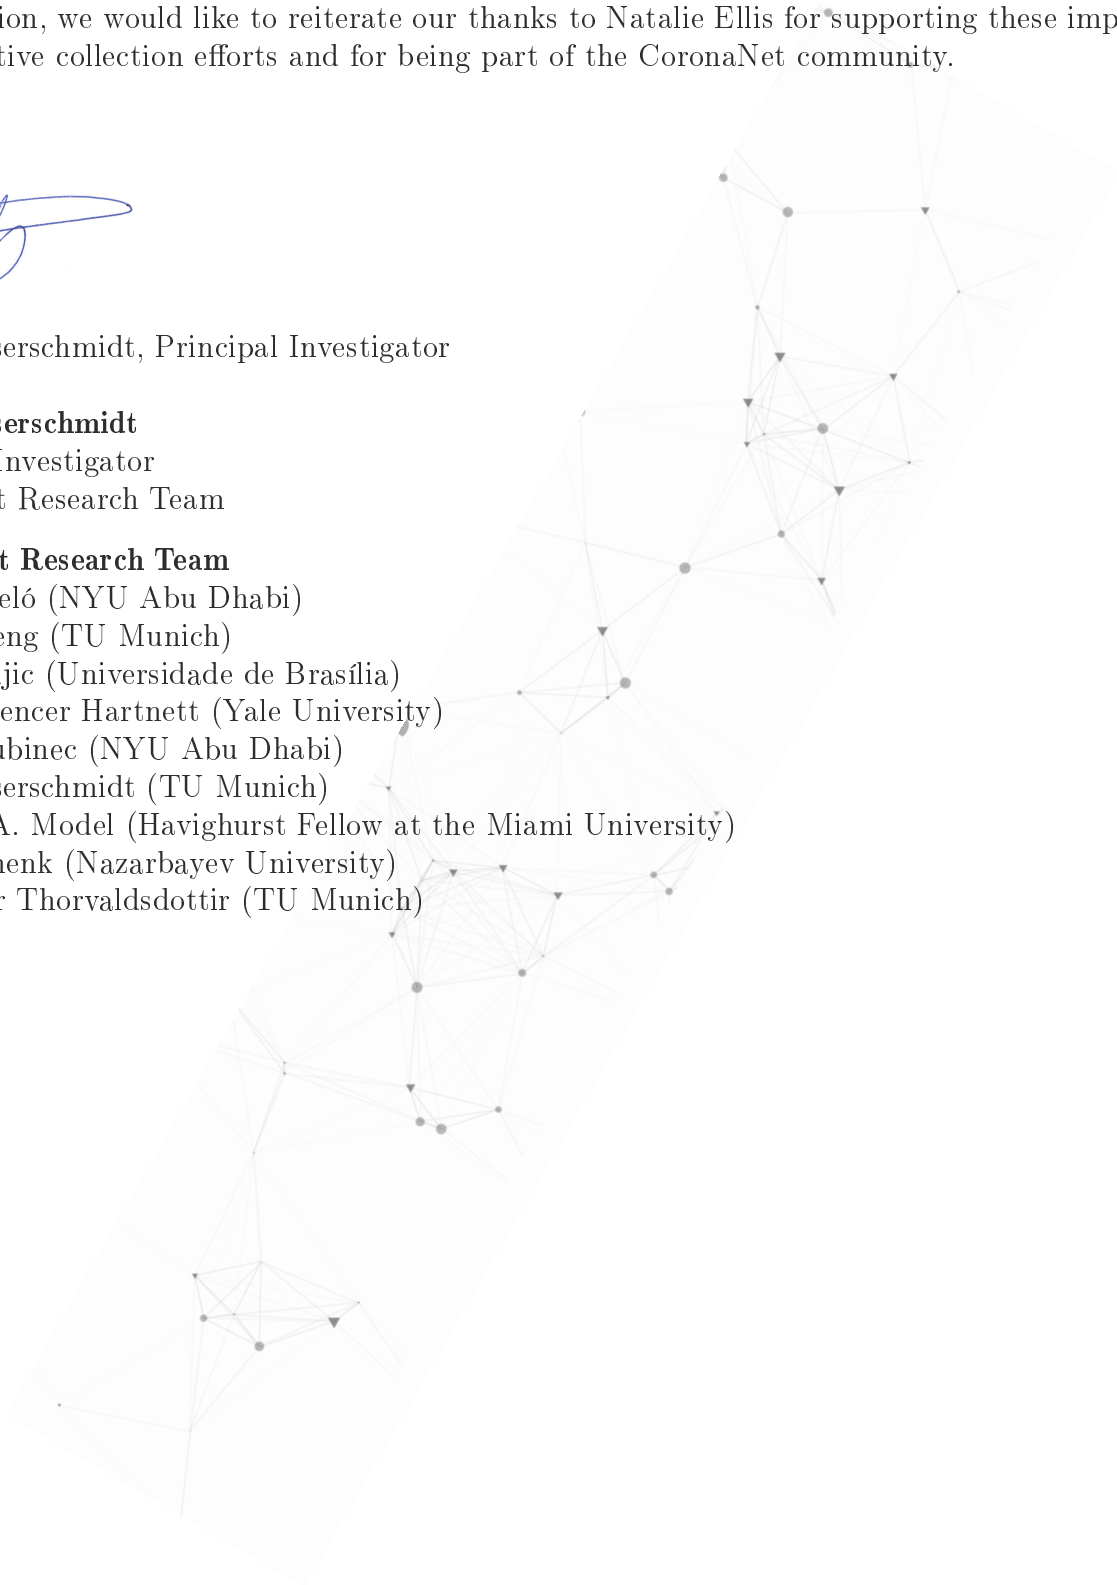 ion, we would like to reiterate our thanks to Natalie Ellis for supporting these imp
tive collection efforts and for being part of the CoronaNet community.
serschmidt, Principal Investigator
serschmidt
Investigator
t Research Team
t Research Team
eló (NYU Abu Dhabi)
eng (TU Munich)
jic (Universidade de Brasília)
encer Hartnett (Yale University)
ubinec (NYU Abu Dhabi)
serschmidt (TU Munich)
A. Model (Havighurst Fellow at the Miami University)
henk (Nazarbayev University)
r Thorvaldsdottir (TU Munich)